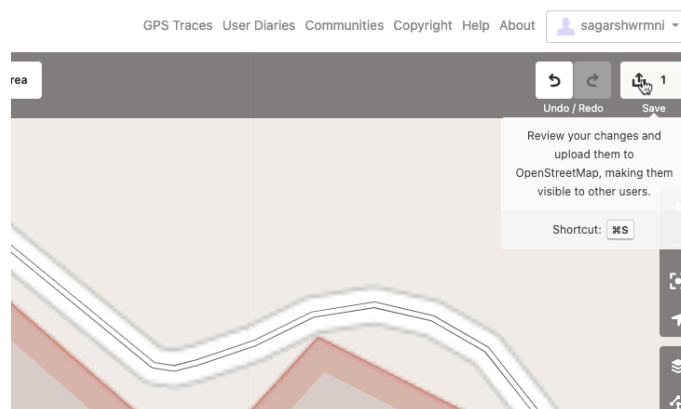 GPS Traces User Diaries Communities Copyright Help About sagarshwrmni
rea
1
Undo / Redo Save
Review your changes and
upload them to
OpenStreetMap, making them
visible to other users.
Shortcut: ⌘S